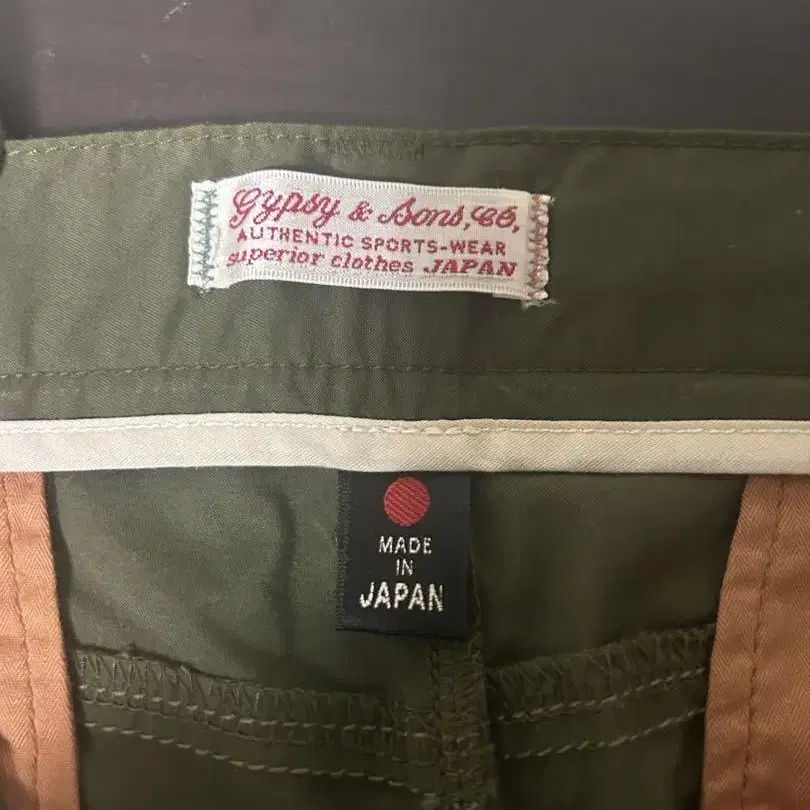 Gypsy & Sons, Co,
AUTHENTIC SPORTS-WEAR
superior clothes JAPAN
MADE
IN
JAPAN